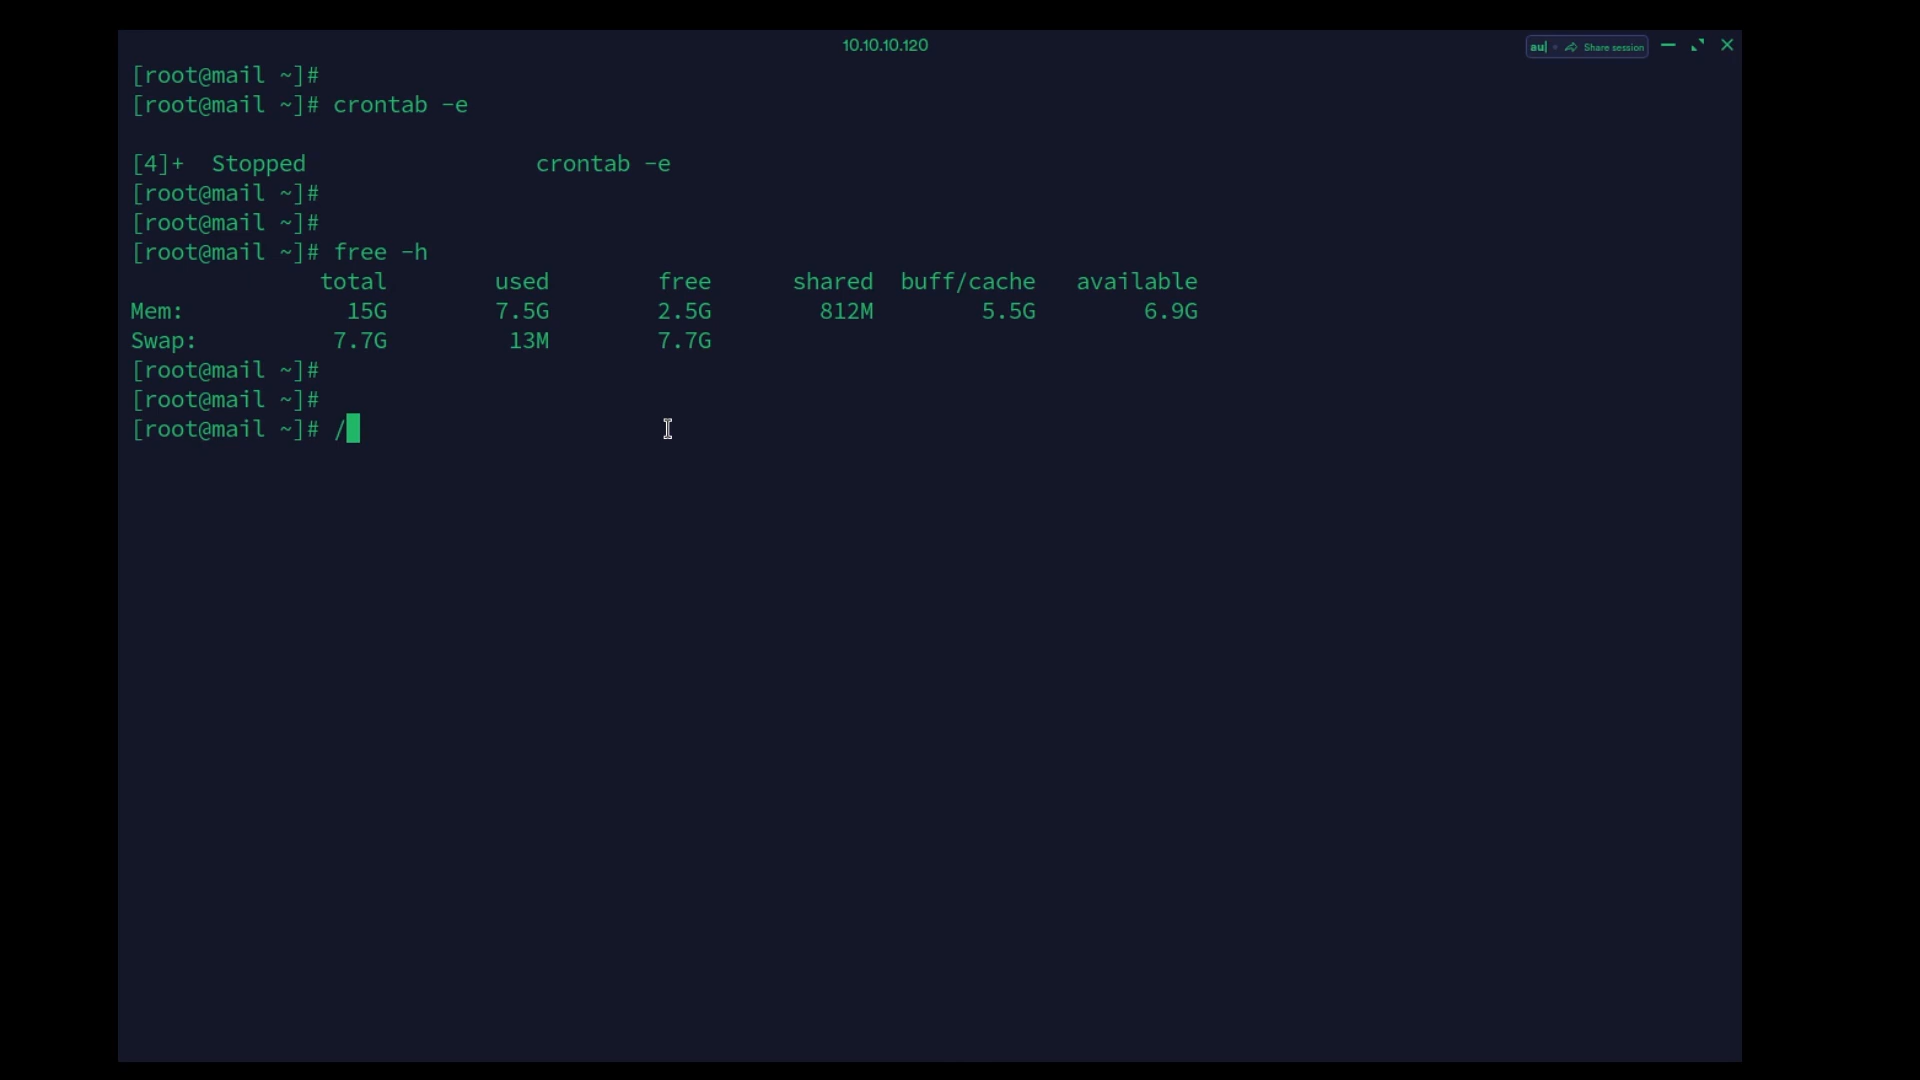 10.10.10.120
au| Share session
[root@mail ~]#
[root@mail ~]# crontab -e
[4]+  Stopped                 crontab -e
[root@mail ~]#
[root@mail ~]#
[root@mail ~]# free -h
              total        used        free      shared  buff/cache   available
Mem:            15G        7.5G        2.5G        812M        5.5G        6.9G
Swap:          7.7G         13M        7.7G
[root@mail ~]#
[root@mail ~]#
[root@mail ~]# /